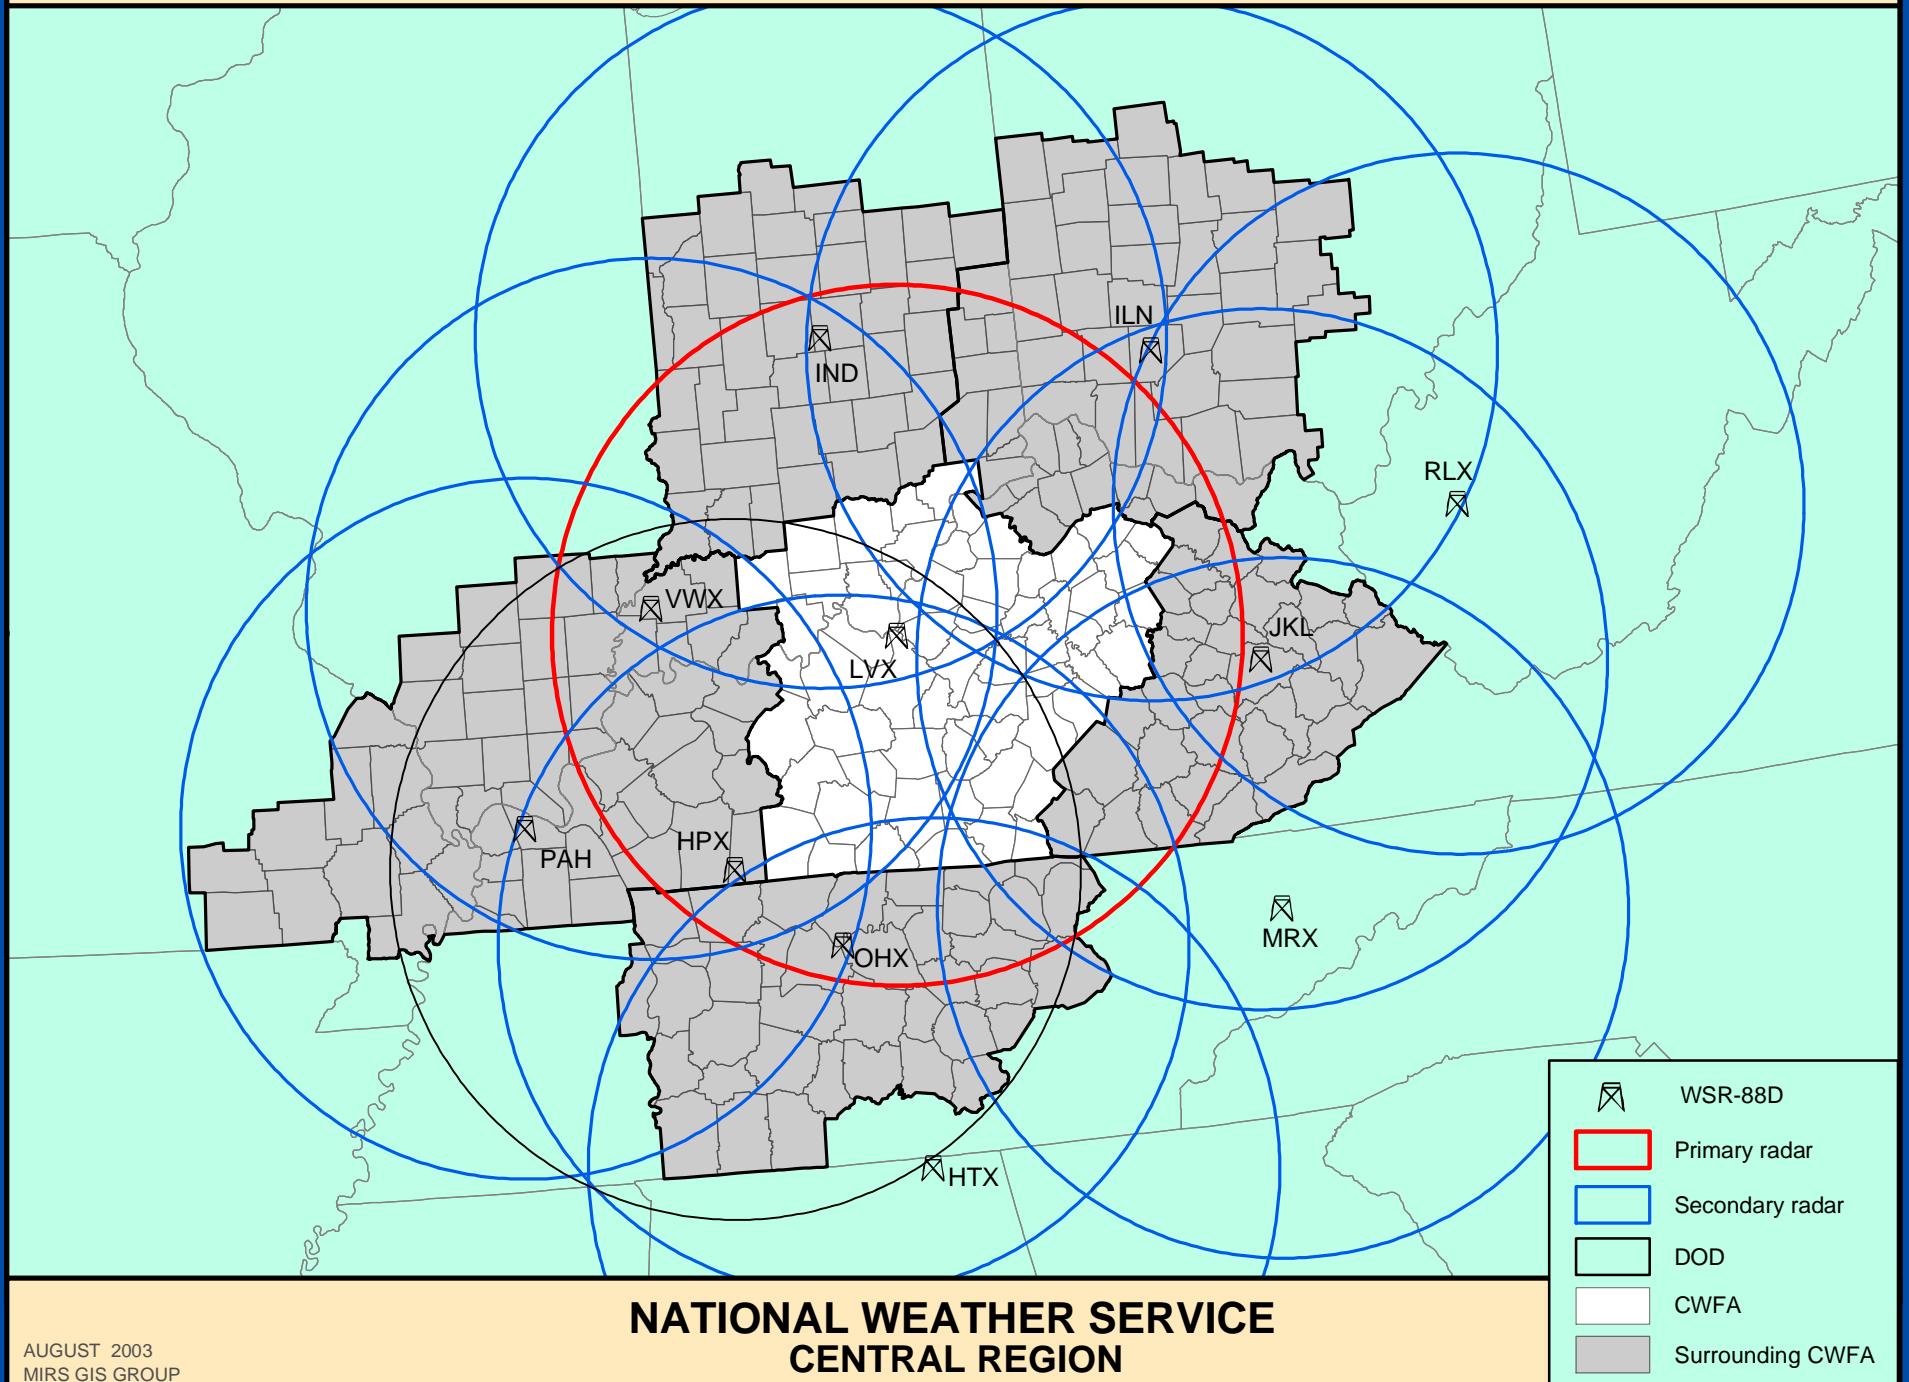 ILN
IND
RLX
VWX
JKL
LVX
HPX
PAH
MRX
OHX
HTX
WSR-88D
Primary radar
Secondary radar
DOD
CWFA
Surrounding CWFA
NATIONAL WEATHER SERVICE
CENTRAL REGION
AUGUST 2003
MIRS GIS GROUP